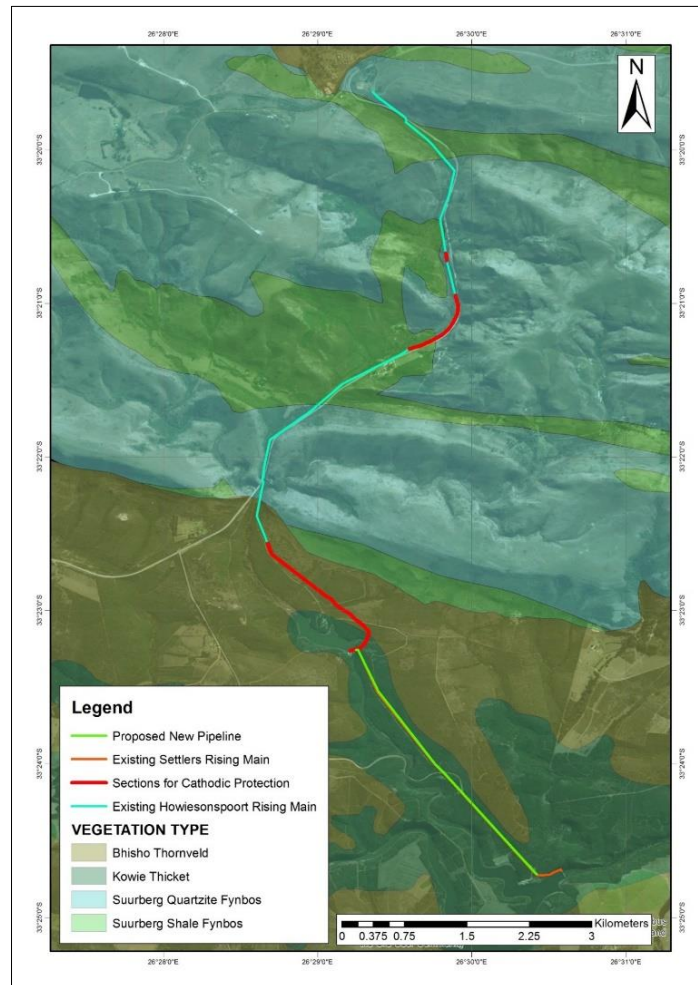 26°28'0"E 26°29'0"E 26°30'0"E 26°31'0"E
N
33°20'0"S 33°20'0"S
33°21'0"S 33°21'0"S
33°22'0"S 33°22'0"S
33°23'0"S 33°23'0"S
33°24'0"S 33°24'0"S
33°25'0"S 33°25'0"S
Legend
Proposed New Pipeline
Existing Settlers Rising Main
Sections for Cathodic Protection
Existing Howiesonspoort Rising Main
VEGETATION TYPE
Bhisho Thornveld
Kowie Thicket
Suurberg Quartzite Fynbos
Suurberg Shale Fynbos
Kilometers
0 0.375 0.75 1.5 2.25 3
26°28'0"E 26°29'0"E 26°30'0"E 26°31'0"E